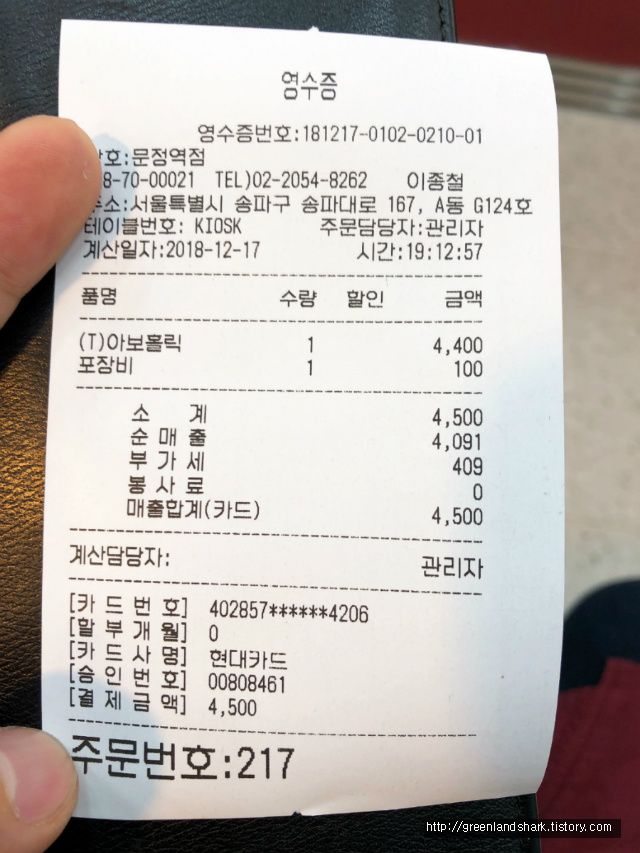 영수증
영수증번호:181217-0102-0210-01
호:문정역점
8-70-00021 TEL)02-2054-8262 이종철
주소:서울특별시 송파구 송파대로 167, A동 G124호
테이블번호: KIOSK 주문담당자:관리자
계산일자:2018-12-17 시간:19:12:57
품명 수량 할인 금액
(T)아보홀릭 1 4,400
포장비 1 100
소 계 4,500
순 매 출 4,091
부 가 세 409
봉 사 료 0
매출합계(카드) 4,500
계산담당자: 관리자
[카 드 번 호] 402857******4206
[할 부 개 월] 0
[카 드 사 명] 현대카드
[승 인 번 호] 00808461
[결 제 금 액] 4,500
주문번호:217
http://greenlandshark.tistory.com